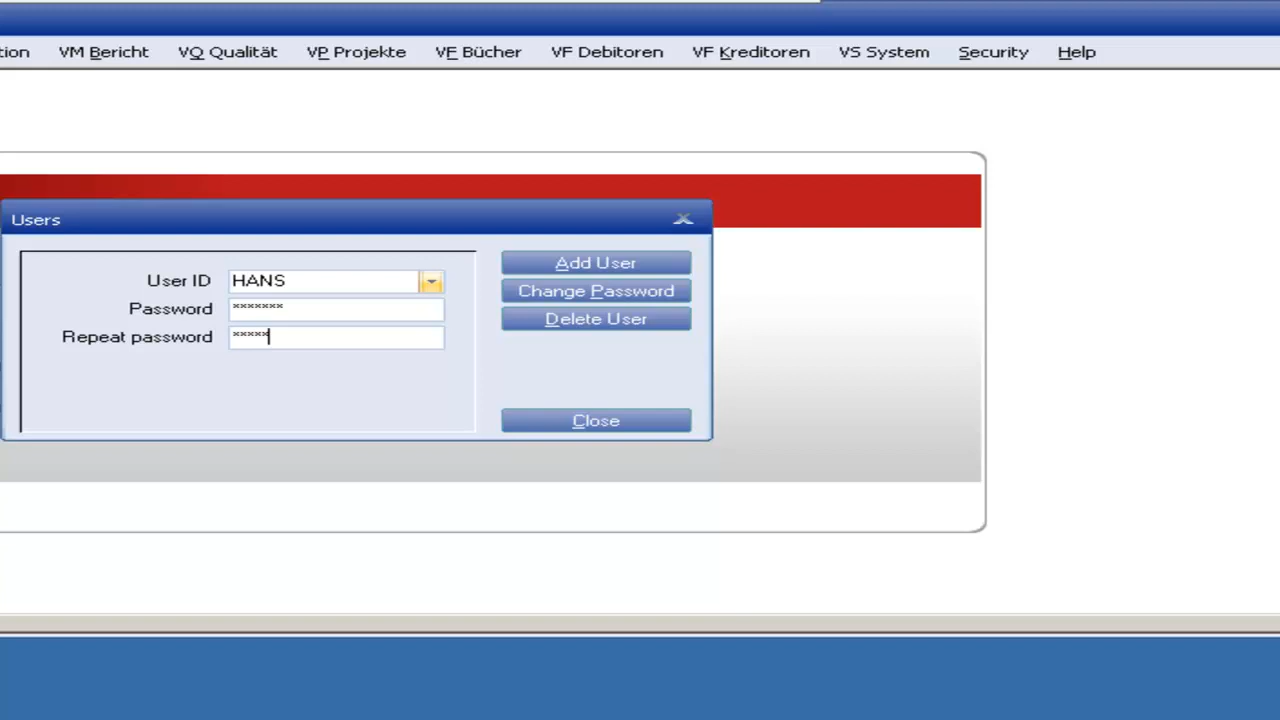 tion VM Bericht VQ Qualität VP Projekte VF Bücher VF Debitoren VF Kreditoren VS System Security Help
Users
User ID HANS
Password *******
Repeat password *****
Add User
Change Password
Delete User
Close